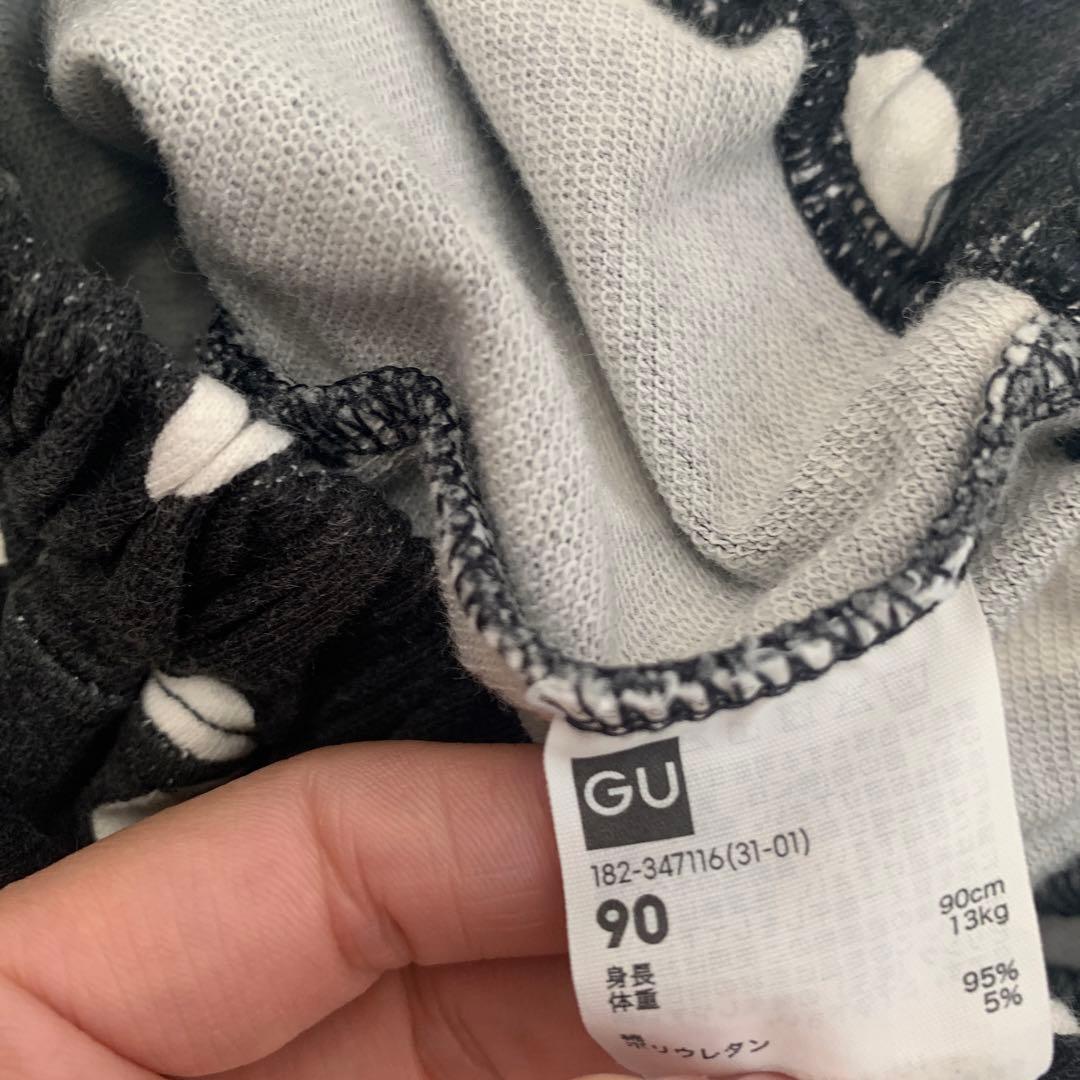 GU
182-347116(31-01)
90
身長 90cm
体重 13kg
綿 95%
ポリウレタン 5%